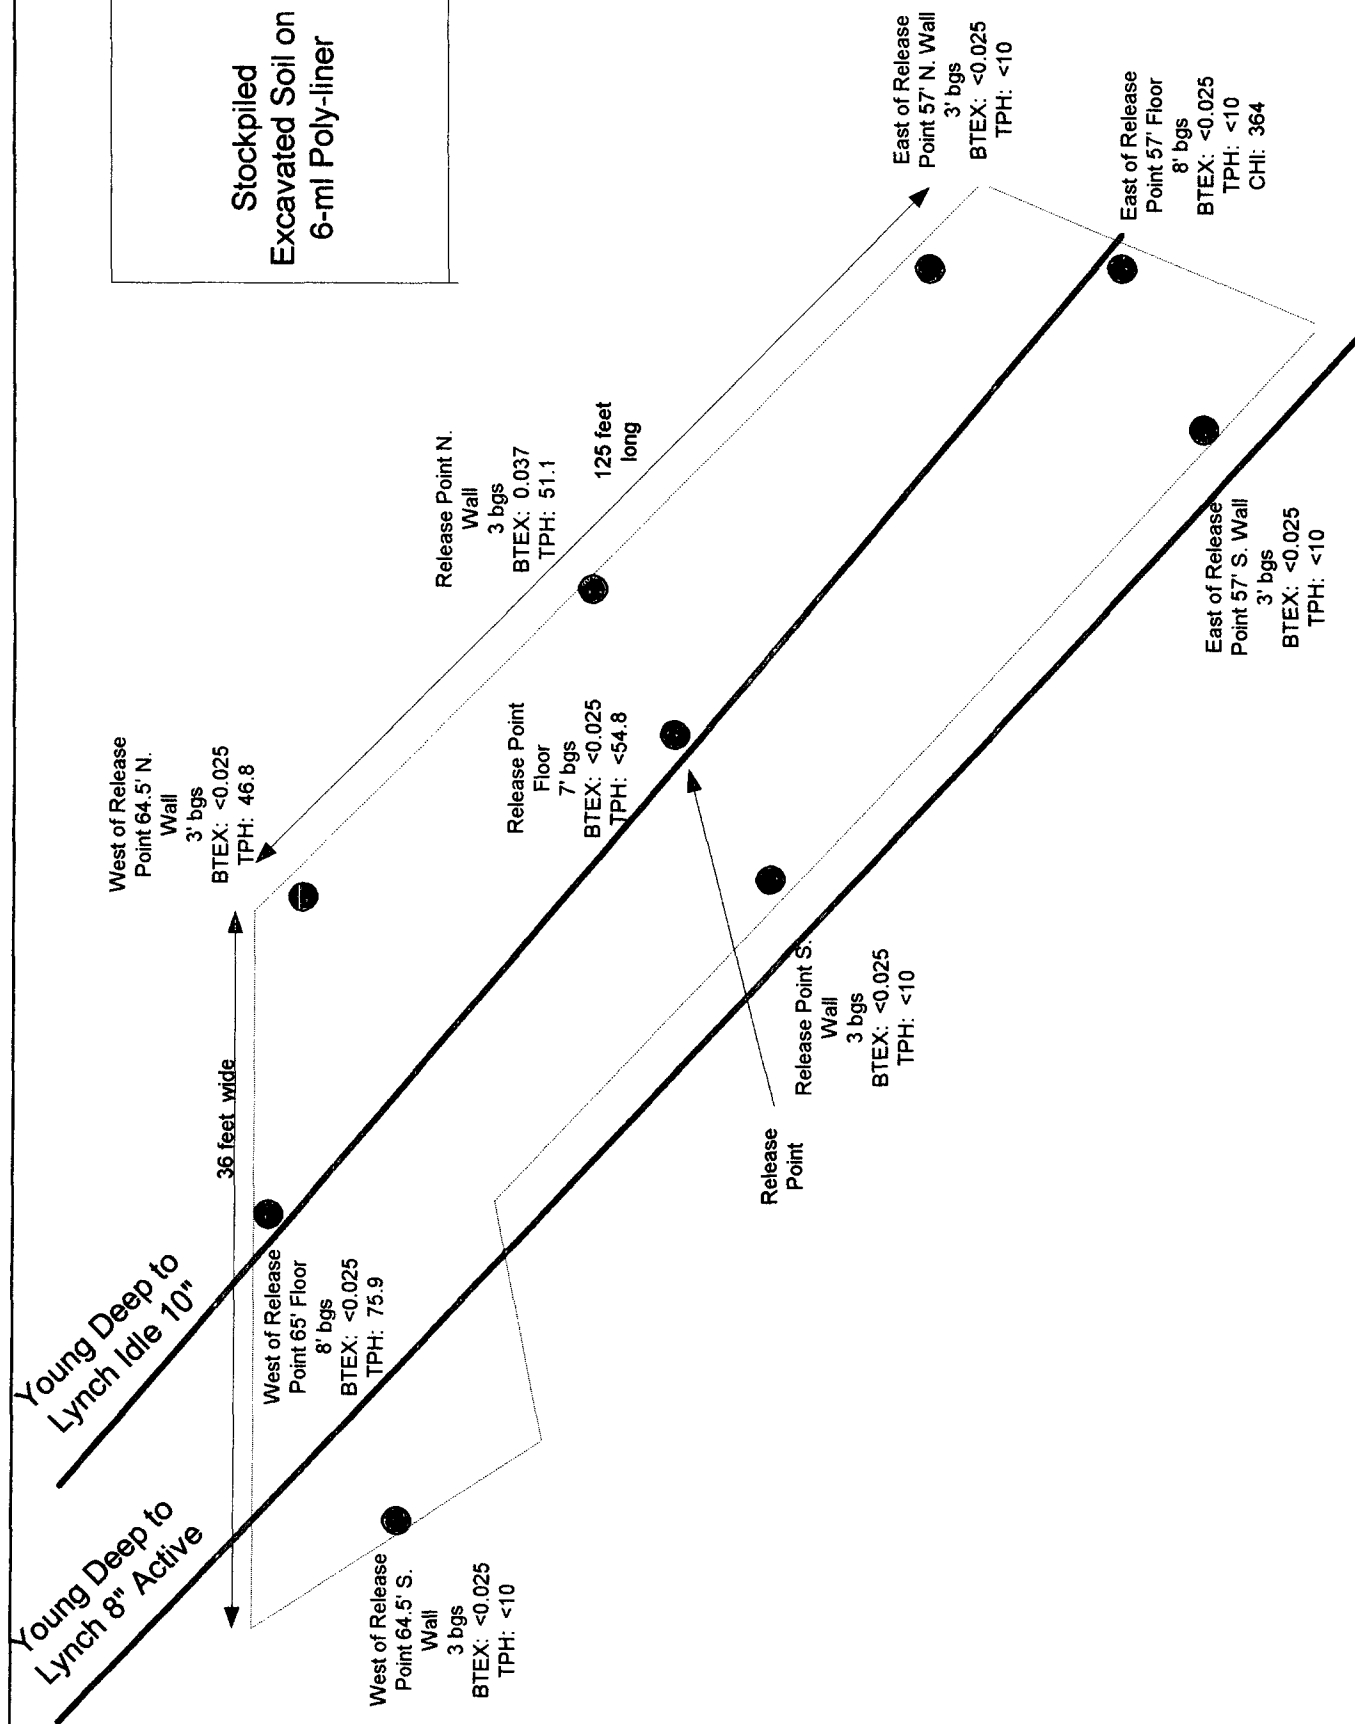 Stockpiled
Excavated Soil on
6-ml Poly-liner
East of Release
Point 57' N. Wall
3' bgs
BTEX: <0.025
TPH: <10
East of Release
Point 57' Floor
8' bgs
BTEX: <0.025
TPH: <10
CHI: 364
Release Point N.
Wall
3 bgs
BTEX: 0.037
TPH: 51.1
125 feet
long
West of Release
Point 64.5' N.
Wall
3' bgs
BTEX: <0.025
TPH: 46.8
Release Point
Floor
7' bgs
BTEX: <0.025
TPH: <54.8
East of Release
Point 57' S. Wall
3' bgs
BTEX: <0.025
TPH: <10
Release Point S.
Wall
3 bgs
BTEX: <0.025
TPH: <10
Release
Point
36 feet wide
West of Release
Point 65' Floor
8' bgs
BTEX: <0.025
TPH: 75.9
Young Deep to
Lynch Idle 10"
Young Deep to
Lynch 8" Active
West of Release
Point 64.5' S.
Wall
3 bgs
BTEX: <0.025
TPH: <10